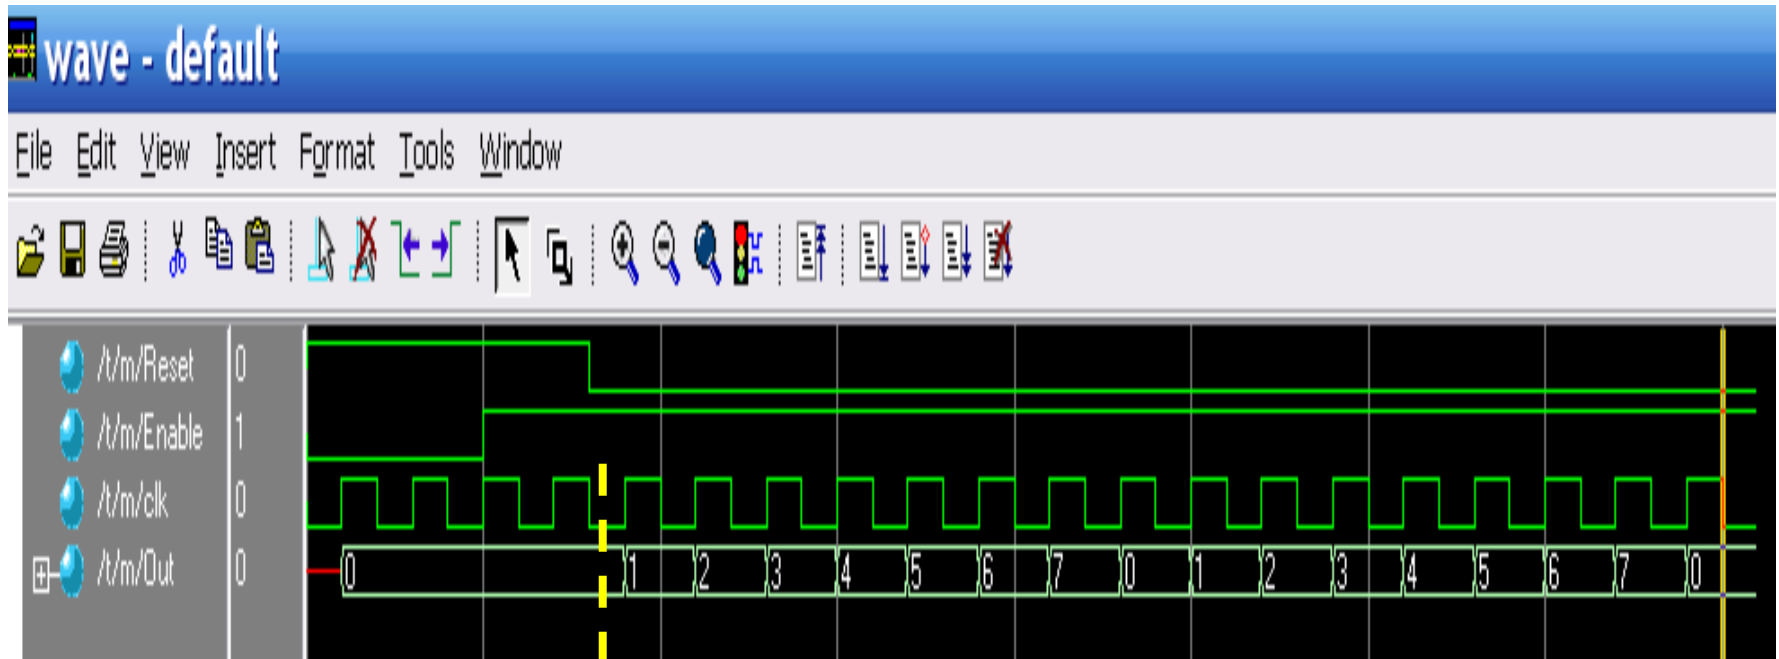 wave - default
File Edit View Insert Format Tools Window
/t/m/Reset 0
/t/m/Enable 1
/t/m/clk 0
/t/m/Out 0 0 1 2 3 4 5 6 7 0 1 2 3 4 5 6 7 0